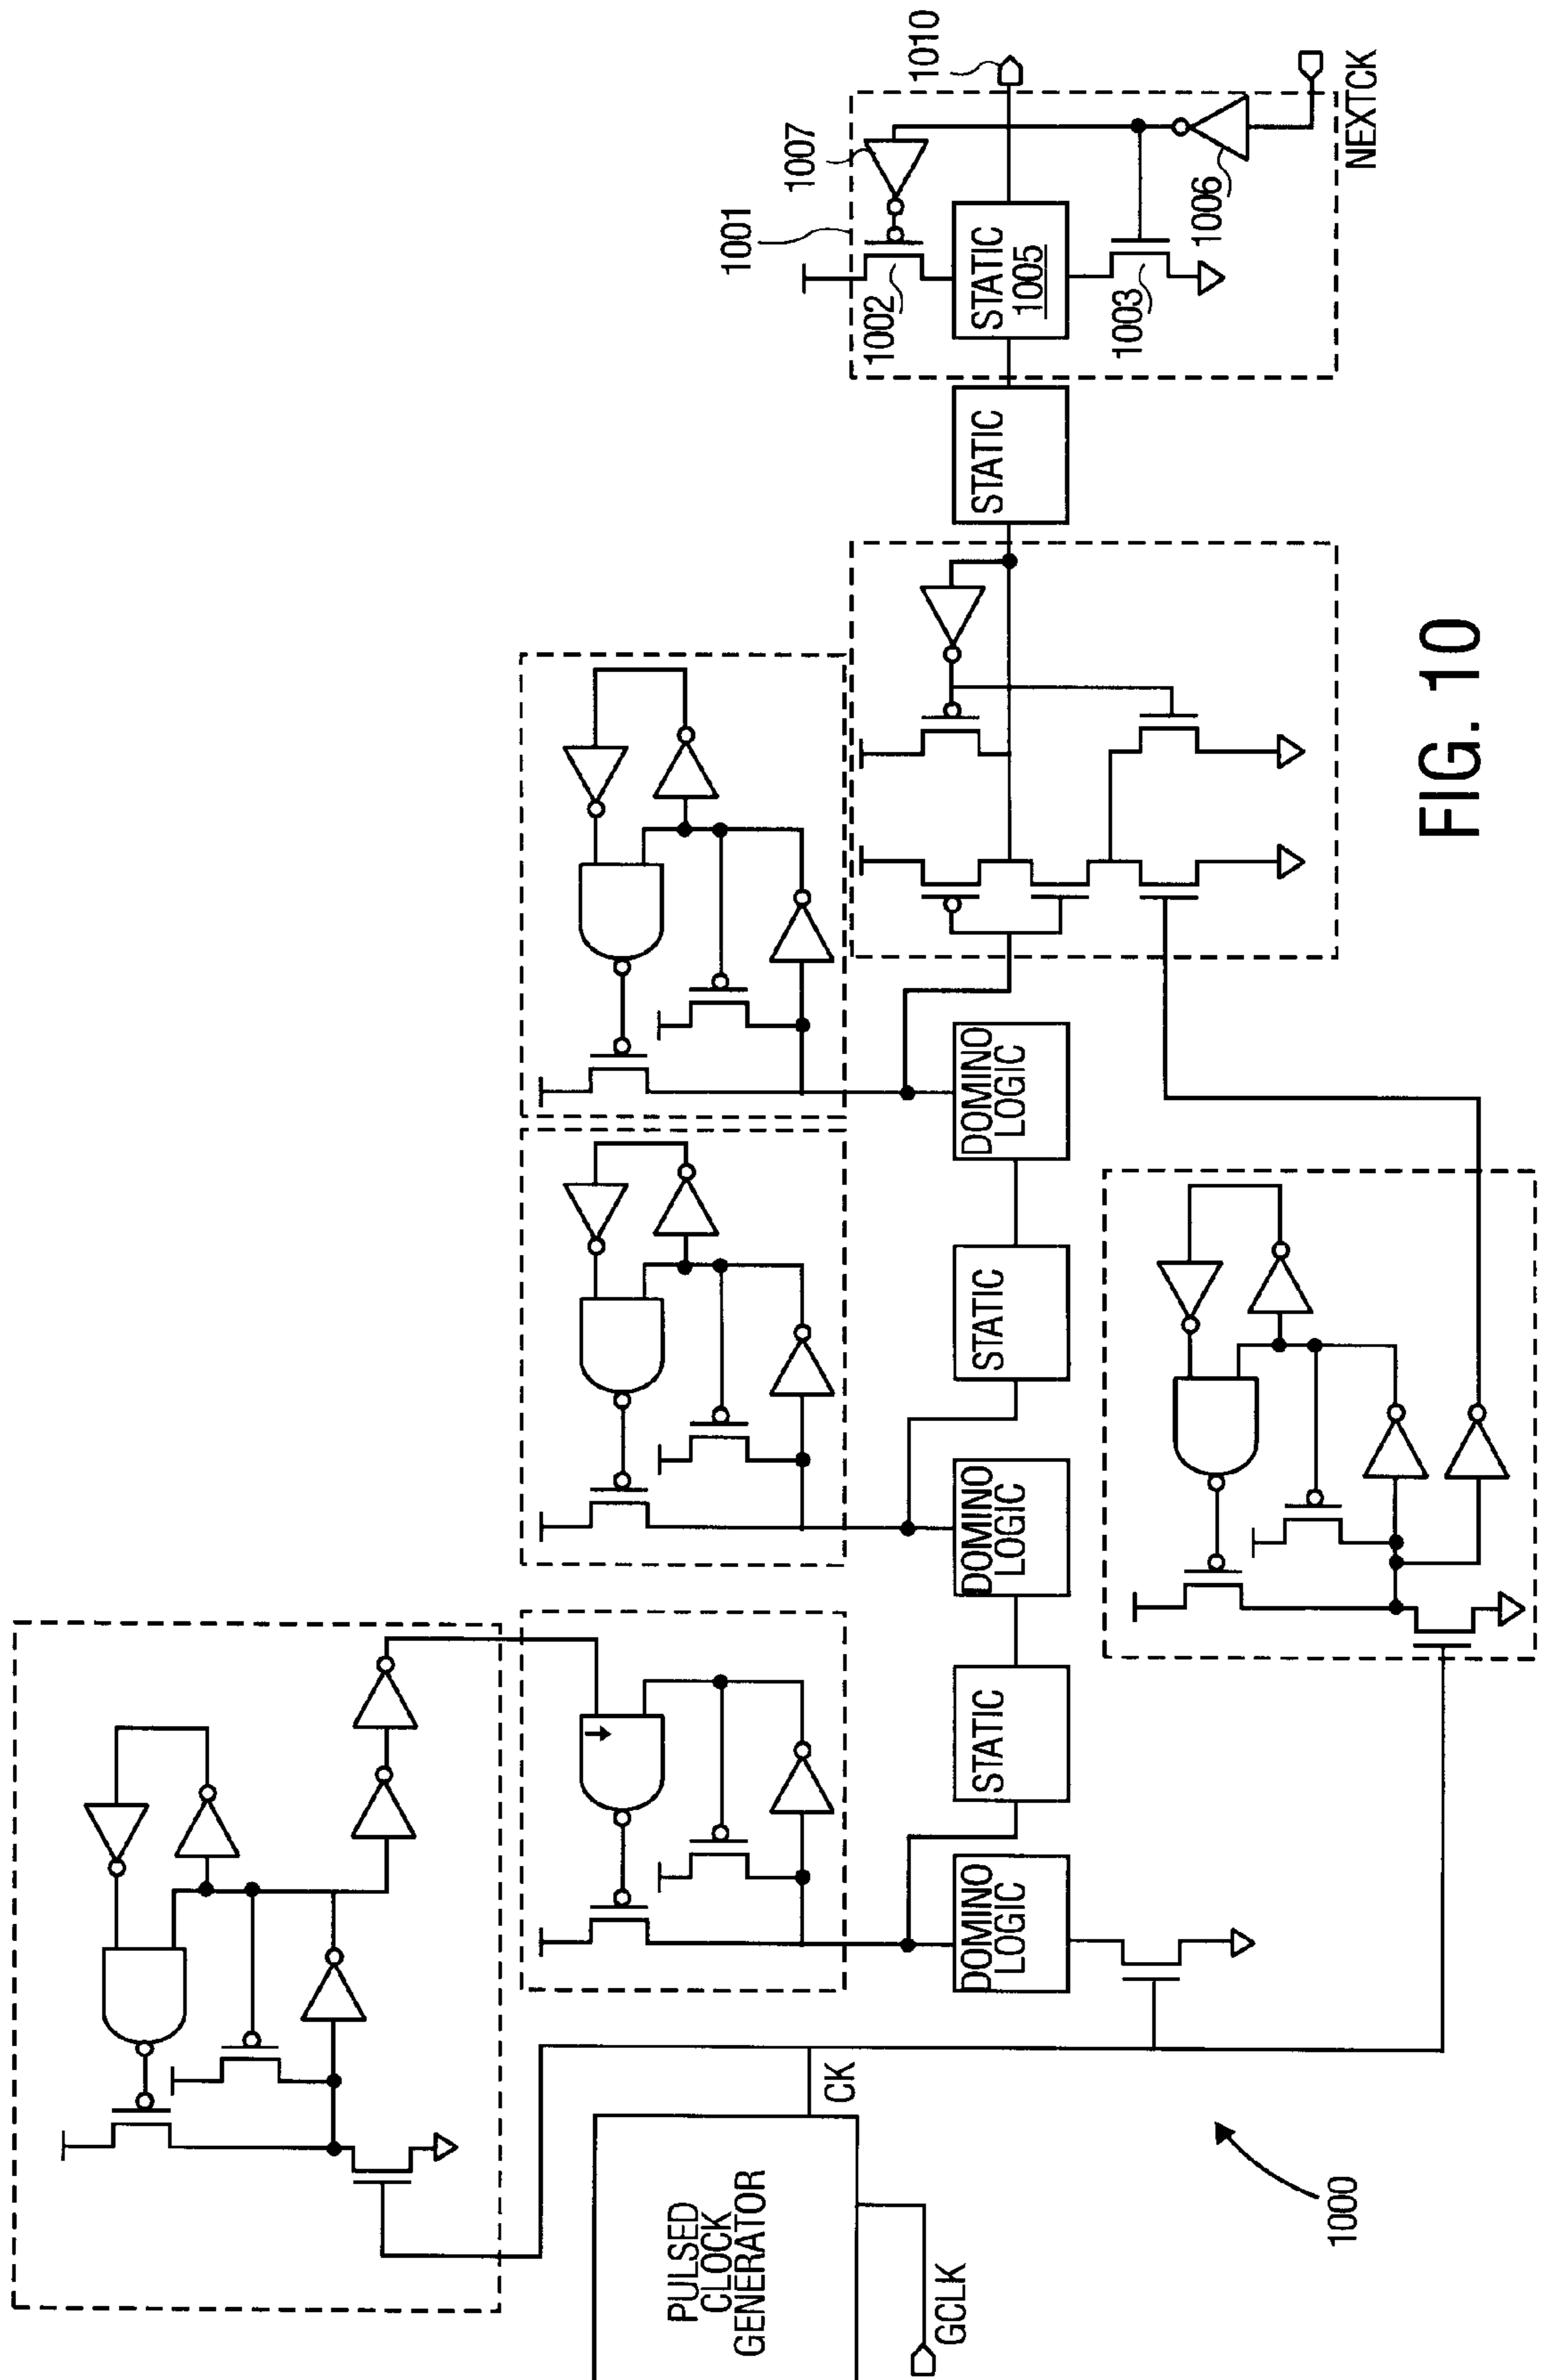 PULSED
CLOCK
GENERATOR
GCLK
CK
1000
DOMINO
LOGIC
STATIC
DOMINO
LOGIC
STATIC
DOMINO
LOGIC
STATIC
1001
1002
1007
STATIC
1005
1003
1006
1010
NEXTCK
FIG. 10